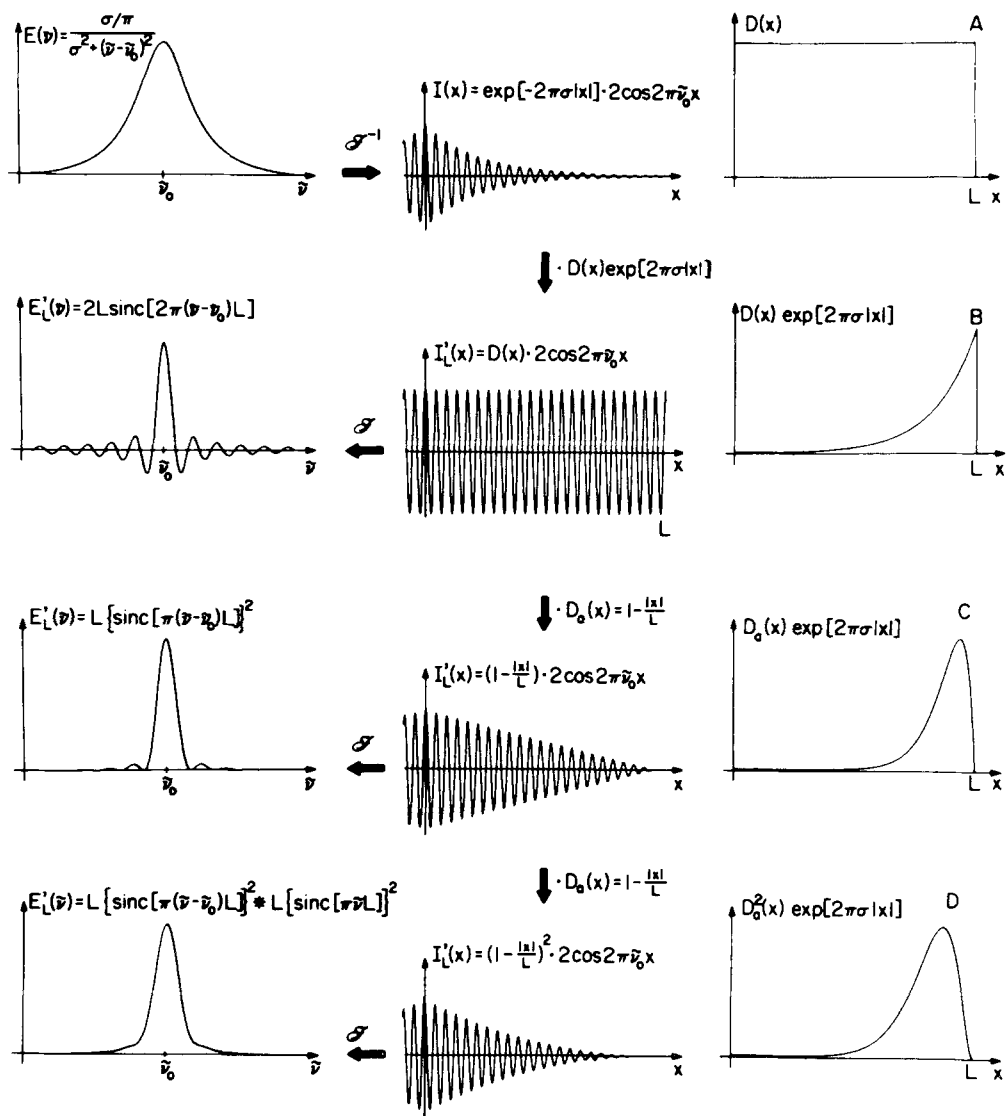 E(ν̃)= σ/π / σ²+(ν̃-ν̃₀)²
ν̃₀
ν̃
𝓕⁻¹
I(x)=exp[-2πσ|x|]·2cos2πν̃₀x
x
D(x)
A
L
x
· D(x)exp[2πσ|x|]
E'_L(ν̃)=2Lsinc[2π(ν̃-ν̃₀)L]
ν̃₀
ν̃
𝓕
I'_L(x)=D(x)·2cos2πν̃₀x
x
L
D(x) exp[2πσ|x|]
B
L
x
· D_a(x)=1-|x|/L
E'_L(ν̃)=L{sinc[π(ν̃-ν̃₀)L]}²
ν̃₀
ν̃
𝓕
I'_L(x)=(1-|x|/L)·2cos2πν̃₀x
x
D_a(x) exp[2πσ|x|]
C
L
x
· D_a(x)=1-|x|/L
E'_L(ν̃)=L{sinc[π(ν̃-ν̃₀)L]}²*L{sinc[πν̃L]}²
ν̃₀
ν̃
𝓕
I'_L(x)=(1-|x|/L)²·2cos2πν̃₀x
x
D_a²(x) exp[2πσ|x|]
D
L
x